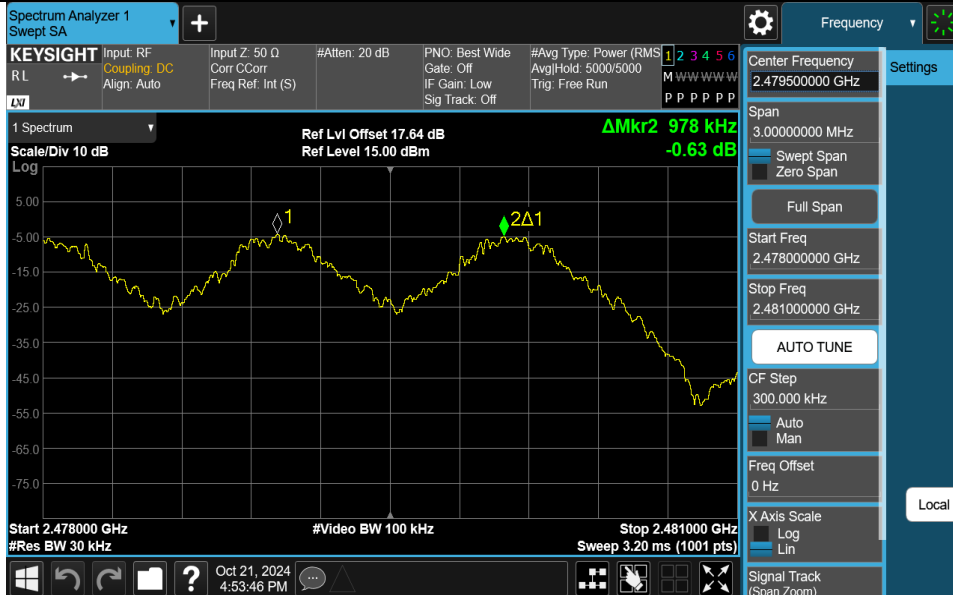 Spectrum Analyzer 1
Swept SA
+
Frequency
KEYSIGHT
RL
LXI
Input: RF
Coupling: DC
Align: Auto
Input Z: 50 Ω
Corr CCorr
Freq Ref: Int (S)
#Atten: 20 dB
PNO: Best Wide
Gate: Off
IF Gain: Low
Sig Track: Off
#Avg Type: Power (RMS
Avg|Hold: 5000/5000
Trig: Free Run
1 2 3 4 5 6
M W W W W W
P P P P P P
Center Frequency
2.479500000 GHz
Settings
Span
3.00000000 MHz
Swept Span
Zero Span
Full Span
Start Freq
2.478000000 GHz
Stop Freq
2.481000000 GHz
AUTO TUNE
CF Step
300.000 kHz
Auto
Man
Freq Offset
0 Hz
X Axis Scale
Log
Lin
Local
Signal Track
(Span Zoom)
1 Spectrum
Scale/Div 10 dB
Log
Ref Lvl Offset 17.64 dB
Ref Level 15.00 dBm
ΔMkr2 978 kHz
-0.63 dB
5.00
-5.00
-15.0
-25.0
-35.0
-45.0
-55.0
-65.0
-75.0
1
2Δ1
Start 2.478000 GHz
#Res BW 30 kHz
#Video BW 100 kHz
Stop 2.481000 GHz
Sweep 3.20 ms (1001 pts)
?
Oct 21, 2024
4:53:46 PM